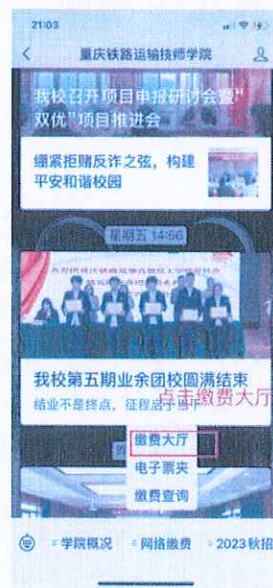 21:03
重庆铁路运输技师学院
我校召开项目申报研讨会暨"
双优"项目推进会
绷紧拒赌反诈之弦，构建
平安和谐校园
星期五 14:56
我校第五期业余团校圆满结束
结业不是终点，征程启于当下
点击缴费大厅
缴费大厅
电子票夹
缴费查询
学院概况
网络缴费
2023秋招